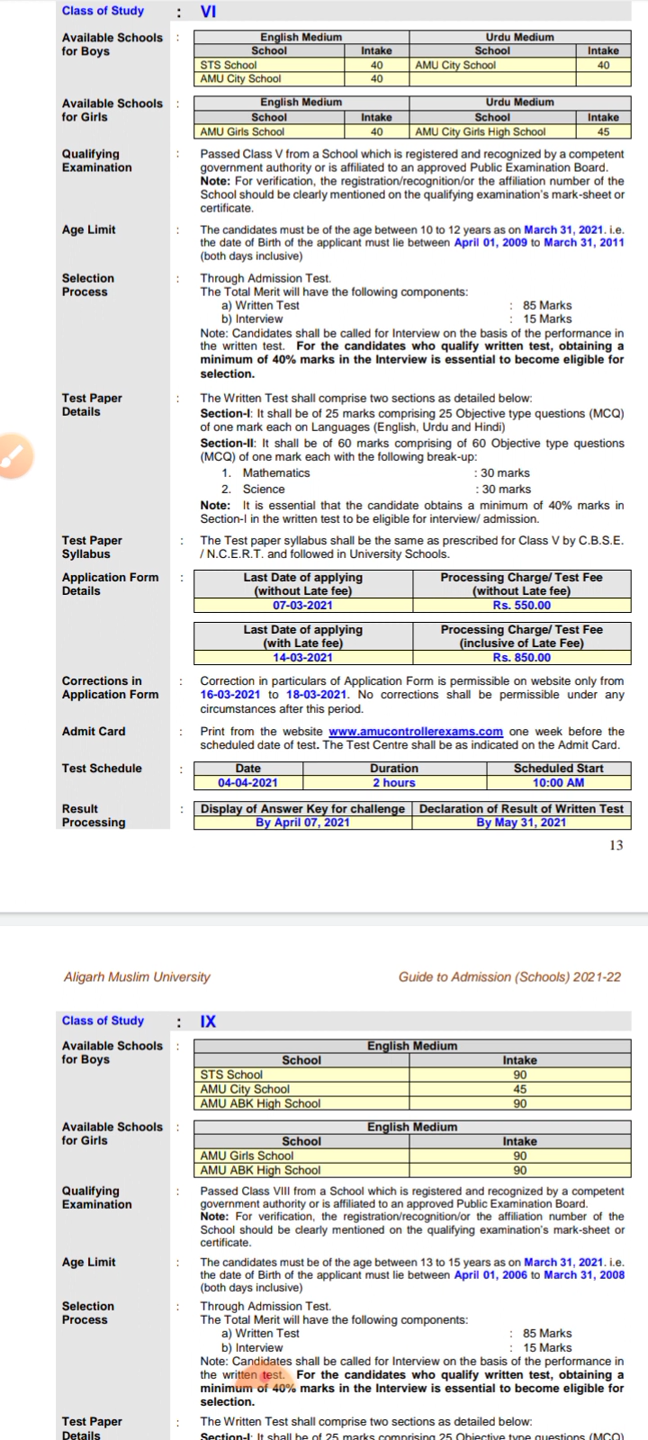 Class of Study : VI
Available Schools for Boys :
English Medium Urdu Medium
School Intake School Intake
STS School 40 AMU City School 40
AMU City School 40
Available Schools for Girls :
English Medium Urdu Medium
School Intake School Intake
AMU Girls School 40 AMU City Girls High School 45
Qualifying Examination :
Passed Class V from a School which is registered and recognized by a competent
government authority or is affiliated to an approved Public Examination Board.
Note: For verification, the registration/recognition/or the affiliation number of the
School should be clearly mentioned on the qualifying examination's mark-sheet or
certificate.
Age Limit : The candidates must be of the age between 10 to 12 years as on March 31, 2021. i.e.
the date of Birth of the applicant must lie between April 01, 2009 to March 31, 2011
(both days inclusive)
Selection Process : Through Admission Test.
The Total Merit will have the following components:
a) Written Test : 85 Marks
b) Interview : 15 Marks
Note: Candidates shall be called for Interview on the basis of the performance in
the written test. For the candidates who qualify written test, obtaining a
minimum of 40% marks in the Interview is essential to become eligible for
selection.
Test Paper Details : The Written Test shall comprise two sections as detailed below:
Section-I: It shall be of 25 marks comprising 25 Objective type questions (MCQ)
of one mark each on Languages (English, Urdu and Hindi)
Section-II: It shall be of 60 marks comprising of 60 Objective type questions
(MCQ) of one mark each with the following break-up:
1. Mathematics : 30 marks
2. Science : 30 marks
Note: It is essential that the candidate obtains a minimum of 40% marks in
Section-I in the written test to be eligible for interview/ admission.
Test Paper Syllabus : The Test paper syllabus shall be the same as prescribed for Class V by C.B.S.E.
/ N.C.E.R.T. and followed in University Schools.
Application Form Details :
Last Date of applying Processing Charge/ Test Fee
(without Late fee) (without Late fee)
07-03-2021 Rs. 550.00
Last Date of applying Processing Charge/ Test Fee
(with Late fee) (inclusive of Late Fee)
14-03-2021 Rs. 850.00
Corrections in Application Form : Correction in particulars of Application Form is permissible on website only from
16-03-2021 to 18-03-2021. No corrections shall be permissible under any
circumstances after this period.
Admit Card : Print from the website www.amucontrollerexams.com one week before the
scheduled date of test. The Test Centre shall be as indicated on the Admit Card.
Test Schedule : Date Duration Scheduled Start
04-04-2021 2 hours 10:00 AM
Result Processing : Display of Answer Key for challenge Declaration of Result of Written Test
By April 07, 2021 By May 31, 2021
13
Aligarh Muslim University Guide to Admission (Schools) 2021-22
Class of Study : IX
Available Schools for Boys :
English Medium
School Intake
STS School 90
AMU City School 45
AMU ABK High School 90
Available Schools for Girls :
English Medium
School Intake
AMU Girls School 90
AMU ABK High School 90
Qualifying Examination :
Passed Class VIII from a School which is registered and recognized by a competent
government authority or is affiliated to an approved Public Examination Board.
Note: For verification, the registration/recognition/or the affiliation number of the
School should be clearly mentioned on the qualifying examination's mark-sheet or
certificate.
Age Limit : The candidates must be of the age between 13 to 15 years as on March 31, 2021. i.e.
the date of Birth of the applicant must lie between April 01, 2006 to March 31, 2008
(both days inclusive)
Selection Process : Through Admission Test.
The Total Merit will have the following components:
a) Written Test : 85 Marks
b) Interview : 15 Marks
Note: Candidates shall be called for Interview on the basis of the performance in
the written test. For the candidates who qualify written test, obtaining a
minimum of 40% marks in the Interview is essential to become eligible for
selection.
Test Paper Details : The Written Test shall comprise two sections as detailed below:
Section-I: It shall be of 25 marks comprising 25 Objective type questions (MCQ)